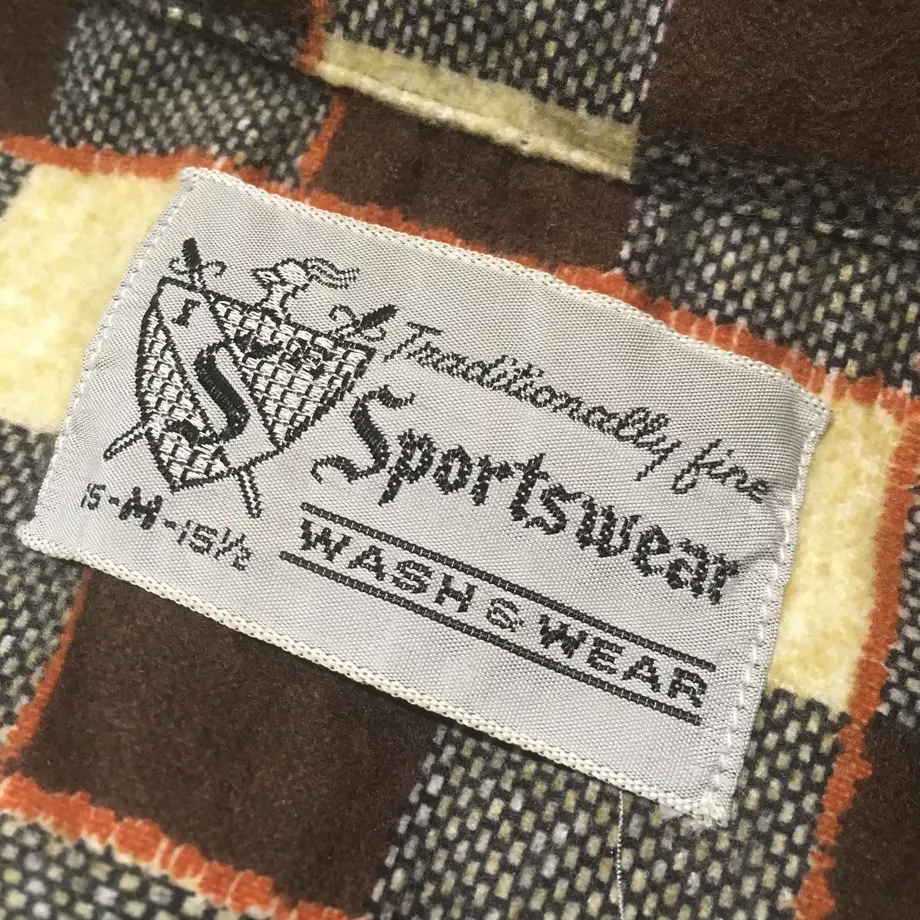 I
S
Traditionally fine
Sportswear
WASH & WEAR
15-M-15½